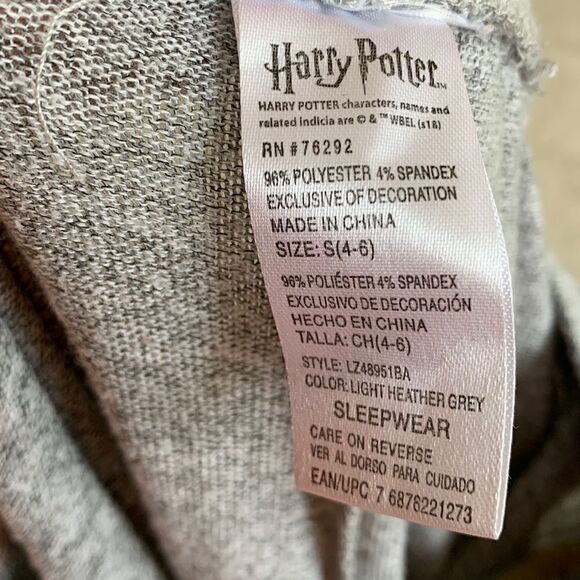 Harry Potter™
HARRY POTTER characters, names and
related indicia are © & ™ WBEI. (s18)
RN # 76292
96% POLYESTER 4% SPANDEX
EXCLUSIVE OF DECORATION
MADE IN CHINA
SIZE: S(4-6)
96% POLIÉSTER 4% SPANDEX
EXCLUSIVO DE DECORACIÓN
HECHO EN CHINA
TALLA: CH(4-6)
STYLE: LZ48951BA
COLOR: LIGHT HEATHER GREY
SLEEPWEAR
CARE ON REVERSE
VER AL DORSO PARA CUIDADO
EAN/UPC 7 6876221273